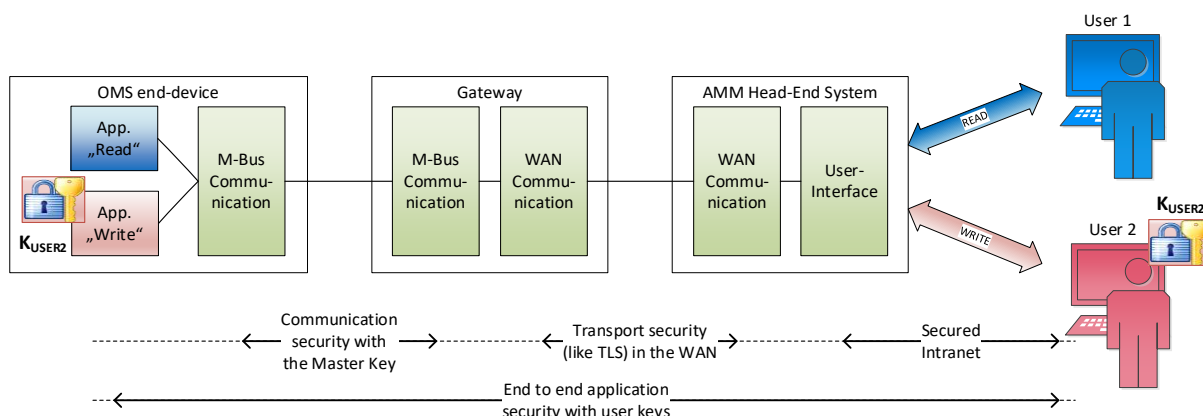 User 1
OMS end-device
Gateway
AMM Head-End System
App.
„Read“
READ
M-Bus
Commu-
nication
M-Bus
Commu-
nication
WAN
Commu-
nication
WAN
Commu-
nication
User-
Interface
App.
„Write“
KUSER2
WRITE
User 2
KUSER2
Communication
security with
the Master Key
Transport security
(like TLS) in the WAN
Secured
Intranet
End to end application
security with user keys